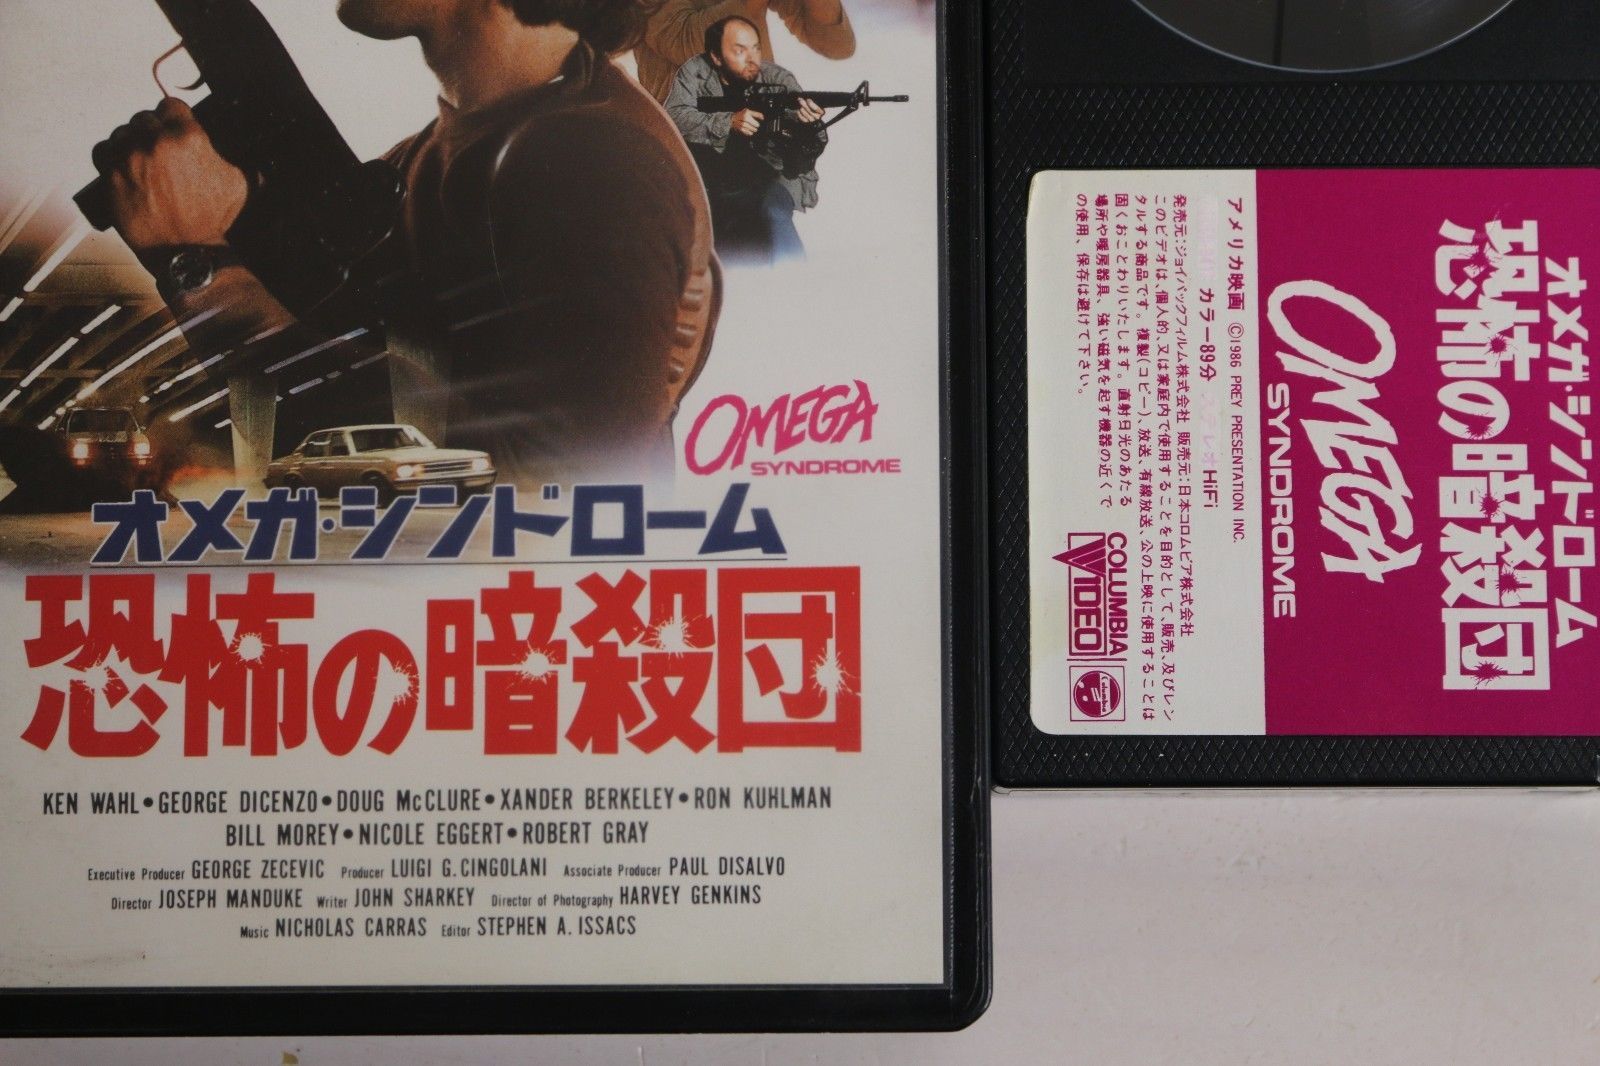 OMEGA
SYNDROME
オメガ・シンドローム
恐怖の暗殺団
KEN WAHL•GEORGE DICENZO•DOUG McCLURE•XANDER BERKELEY•RON KUHLMAN
BILL MOREY•NICOLE EGGERT•ROBERT GRAY
Executive Producer GEORGE ZECEVIC Producer LUIGI G.CINGOLANI Associate Producer PAUL DISALVO
Director JOSEPH MANDUKE Writer JOHN SHARKEY Director of Photography HARVEY GENKINS
Music NICHOLAS CARRAS Editor STEPHEN A. ISSACS
オメガ・シンドローム
恐怖の暗殺団
OMEGA
SYNDROME
アメリカ映画 ©1986 PREY PRESENTATION INC.
カラー89分 ステレオHiFi
発売元:ジョイパックフィルム株式会社 販売元:日本コロムビア株式会社
このビデオは、個人的、又は家庭内で使用することを目的として、販売、及びレン
タルする商品です。複製(コピー)、放送、有線放送、公の上映に使用することは
固くおことわりいたします。直射日光のあたる
場所や暖房器具、強い磁気を起す機器の近くで
の使用、保存は避けて下さい。
COLUMBIA
VIDEO
Columbia